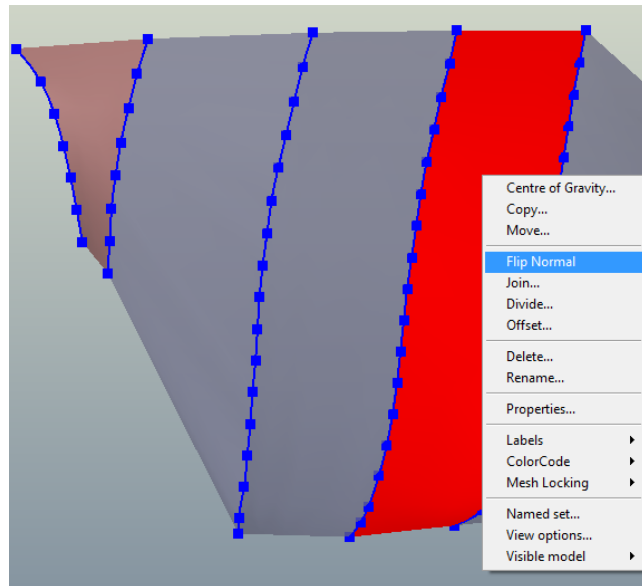 Centre of Gravity...
Copy...
Move...
Flip Normal
Join...
Divide...
Offset...
Delete...
Rename...
Properties...
Labels
ColorCode
Mesh Locking
Named set...
View options...
Visible model